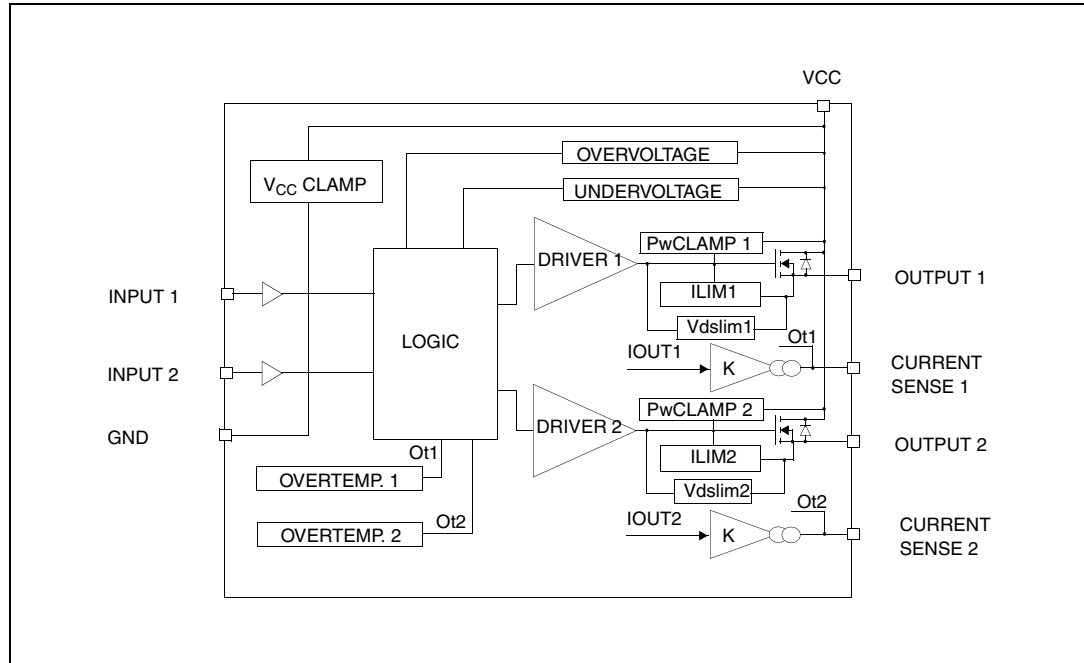 VCC
OVERVOLTAGE
VCC CLAMP
UNDERVOLTAGE
PwCLAMP 1
DRIVER 1
OUTPUT 1
INPUT 1
ILIM1
LOGIC
Vdslim1
Ot1
IOUT1
K
CURRENT
SENSE 1
INPUT 2
PwCLAMP 2
DRIVER 2
GND
OUTPUT 2
Ot1
ILIM2
OVERTEMP. 1
Vdslim2
Ot2
Ot2
IOUT2
OVERTEMP. 2
K
CURRENT
SENSE 2